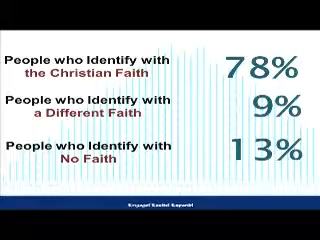 People who Identify with
the Christian Faith
78%
People who Identify with
a Different Faith
9%
People who Identify with
No Faith
13%